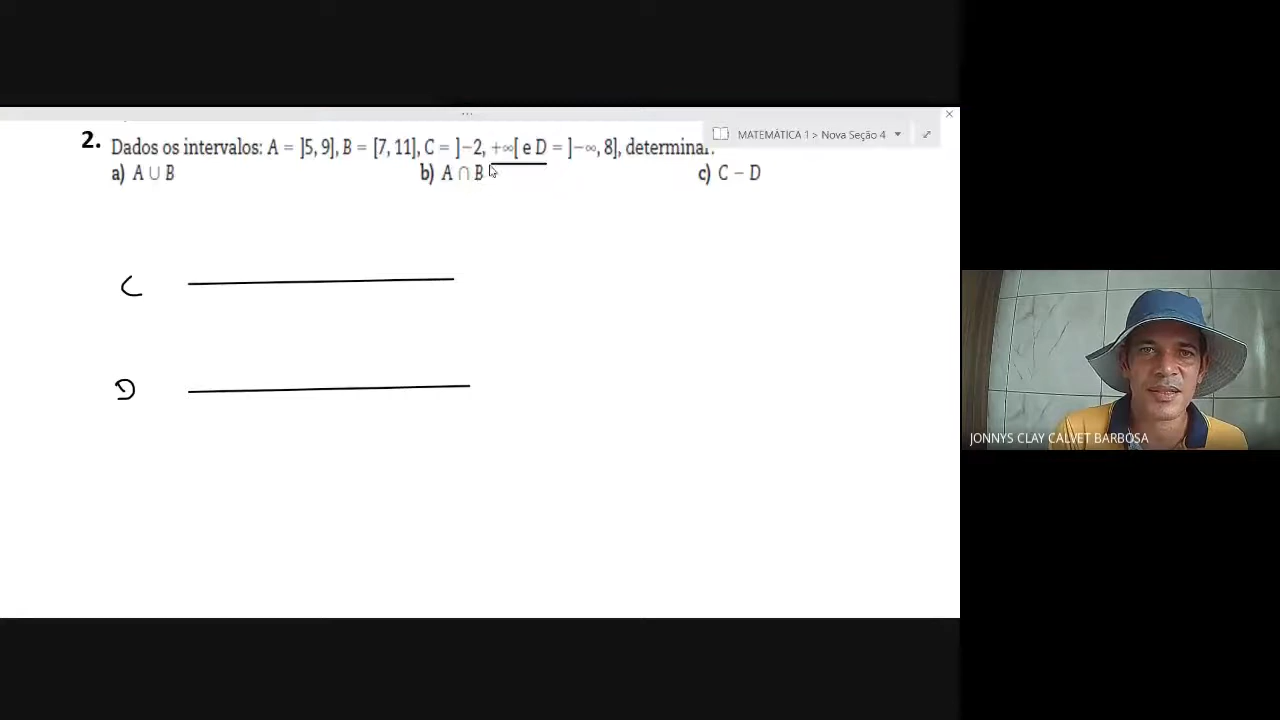 MATEMÁTICA 1 > Nova Seção 4
2. Dados os intervalos: A = ]5, 9], B = [7, 11], C = ]−2, +∞[ e D = ]−∞, 8], determinar:
a) A ∪ B b) A ∩ B c) C − D
C
D
JONNYS CLAY CALVET BARBOSA